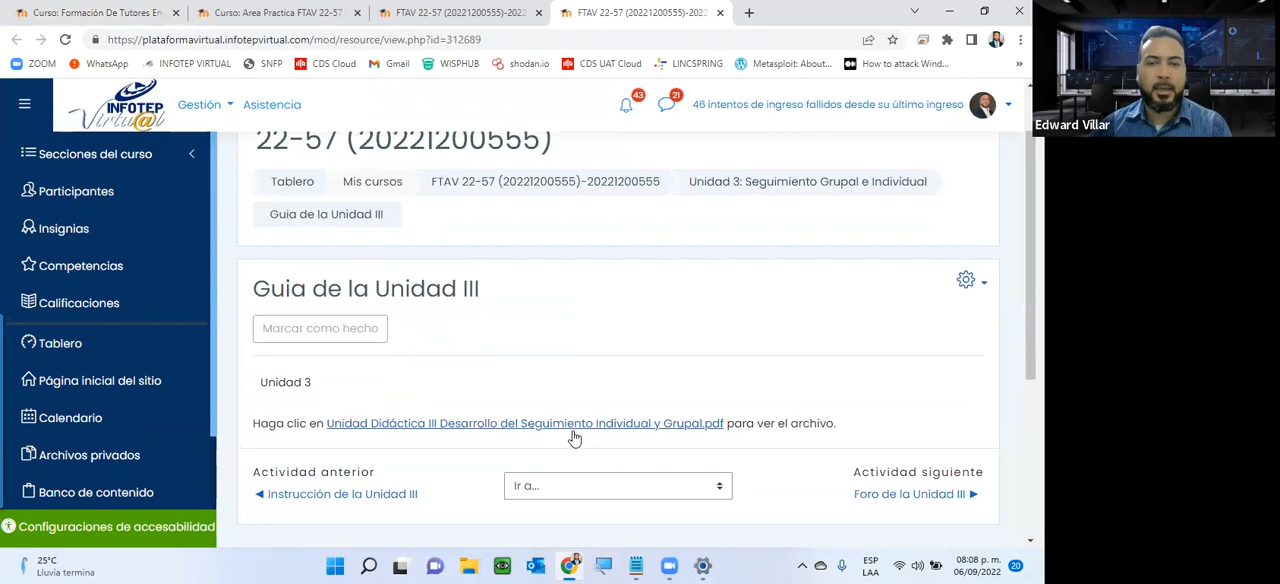 Curso: Formación De Tutores En
Curso: Area Practica FTAV 22-57
FTAV 22-57 (20221200555)-2022
FTAV 22-57 (20221200555)-2022
https://plataformavirtual.infotepvirtual.com/mod/resource/view.php?id=312689
ZOOM
WhatsApp
INFOTEP VIRTUAL
SNFP
CDS Cloud
Gmail
WISPHUB
shodan.io
CDS UAT Cloud
LINCSPRING
Metasploit: About...
How to attack Wind...
INFOTEP
Virtu@l
Gestión
Asistencia
43
21
46 intentos de ingreso fallidos desde su último ingreso
Edward Villar
Secciones del curso
Participantes
Insignias
Competencias
Calificaciones
Tablero
Página inicial del sitio
Calendario
Archivos privados
Banco de contenido
Configuraciones de accesabilidad
22-57 (20221200555)
Tablero
Mis cursos
FTAV 22-57 (20221200555)-20221200555
Unidad 3: Seguimiento Grupal e Individual
Guia de la Unidad III
Guia de la Unidad III
Marcar como hecho
Unidad 3
Haga clic en Unidad Didáctica III Desarrollo del Seguimiento Individual y Grupal.pdf para ver el archivo.
Actividad anterior
◄ Instrucción de la Unidad III
Ir a...
Actividad siguiente
Foro de la Unidad III ►
25°C
Lluvia termina
ESP
LAA
08:08 p. m.
06/09/2022
20